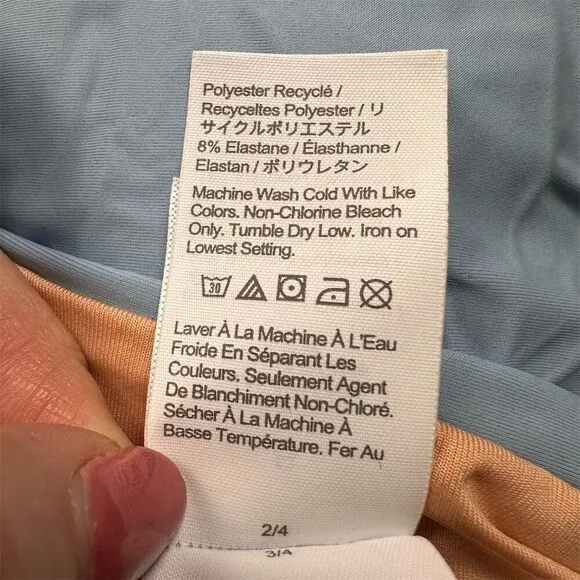 Polyester Recyclé /
Recyceltes Polyester / リ
サイクルポリエステル
8% Elastane / Élasthanne /
Elastan / ポリウレタン
Machine Wash Cold With Like
Colors. Non-Chlorine Bleach
Only. Tumble Dry Low. Iron on
Lowest Setting.
30
Laver À La Machine À L'Eau
Froide En Séparant Les
Couleurs. Seulement Agent
De Blanchiment Non-Chloré.
Sécher À La Machine À
Basse Température. Fer Au
2/4
3/4